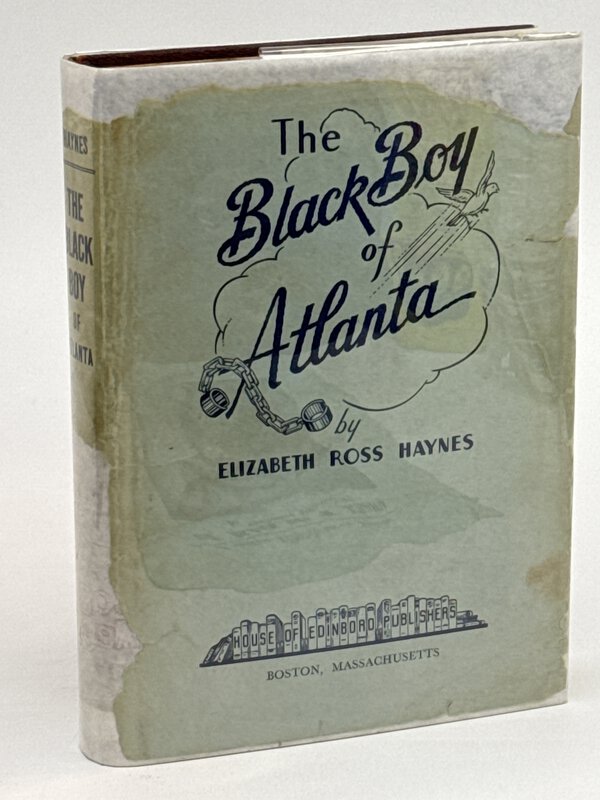 The
Black Boy
of
Atlanta
by
ELIZABETH ROSS HAYNES
HOUSE OF EDINBORO PUBLISHERS
BOSTON, MASSACHUSETTS
HAYNES
THE
BLACK
BOY
OF
ATLANTA